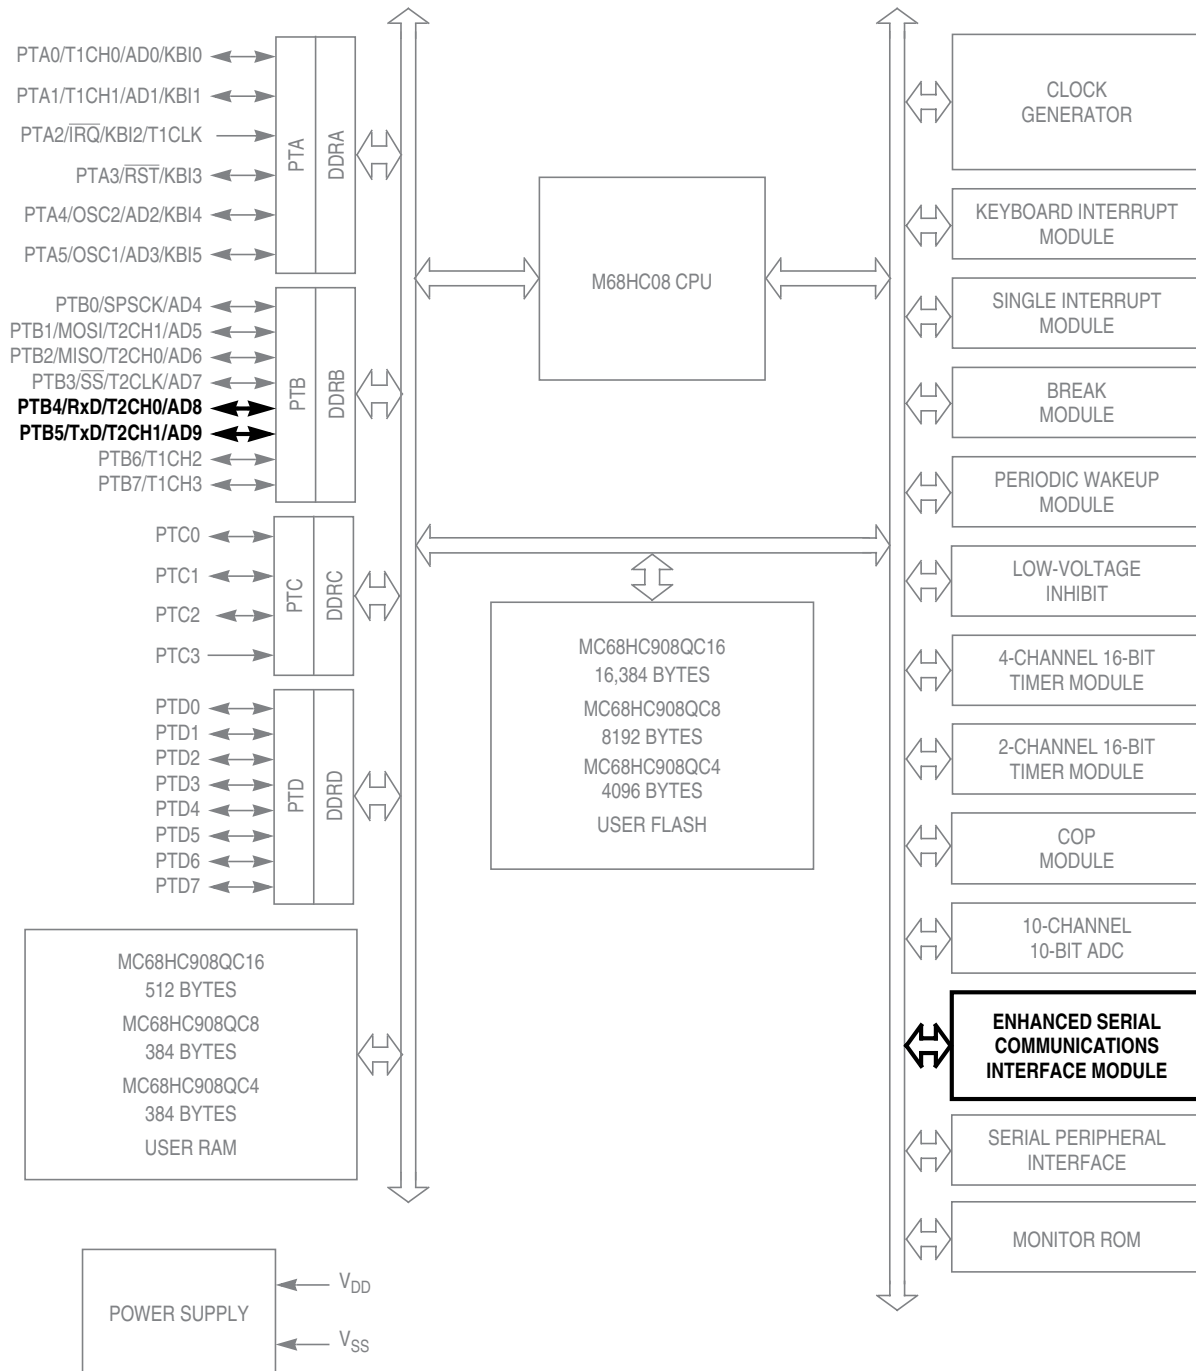 PTA0/T1CH0/AD0/KBI0
PTA1/T1CH1/AD1/KBI1
PTA2/IRQ/KBI2/T1CLK
PTA3/RST/KBI3
PTA4/OSC2/AD2/KBI4
PTA5/OSC1/AD3/KBI5
PTA
DDRA
PTB0/SPSCK/AD4
PTB1/MOSI/T2CH1/AD5
PTB2/MISO/T2CH0/AD6
PTB3/SS/T2CLK/AD7
PTB4/RxD/T2CH0/AD8
PTB5/TxD/T2CH1/AD9
PTB6/T1CH2
PTB7/T1CH3
PTB
DDRB
PTC0
PTC1
PTC2
PTC3
PTC
DDRC
PTD0
PTD1
PTD2
PTD3
PTD4
PTD5
PTD6
PTD7
PTD
DDRD
MC68HC908QC16
512 BYTES
MC68HC908QC8
384 BYTES
MC68HC908QC4
384 BYTES
USER RAM
POWER SUPPLY
VDD
VSS
M68HC08 CPU
MC68HC908QC16
16,384 BYTES
MC68HC908QC8
8192 BYTES
MC68HC908QC4
4096 BYTES
USER FLASH
CLOCK
GENERATOR
KEYBOARD INTERRUPT
MODULE
SINGLE INTERRUPT
MODULE
BREAK
MODULE
PERIODIC WAKEUP
MODULE
LOW-VOLTAGE
INHIBIT
4-CHANNEL 16-BIT
TIMER MODULE
2-CHANNEL 16-BIT
TIMER MODULE
COP
MODULE
10-CHANNEL
10-BIT ADC
ENHANCED SERIAL
COMMUNICATIONS
INTERFACE MODULE
SERIAL PERIPHERAL
INTERFACE
MONITOR ROM